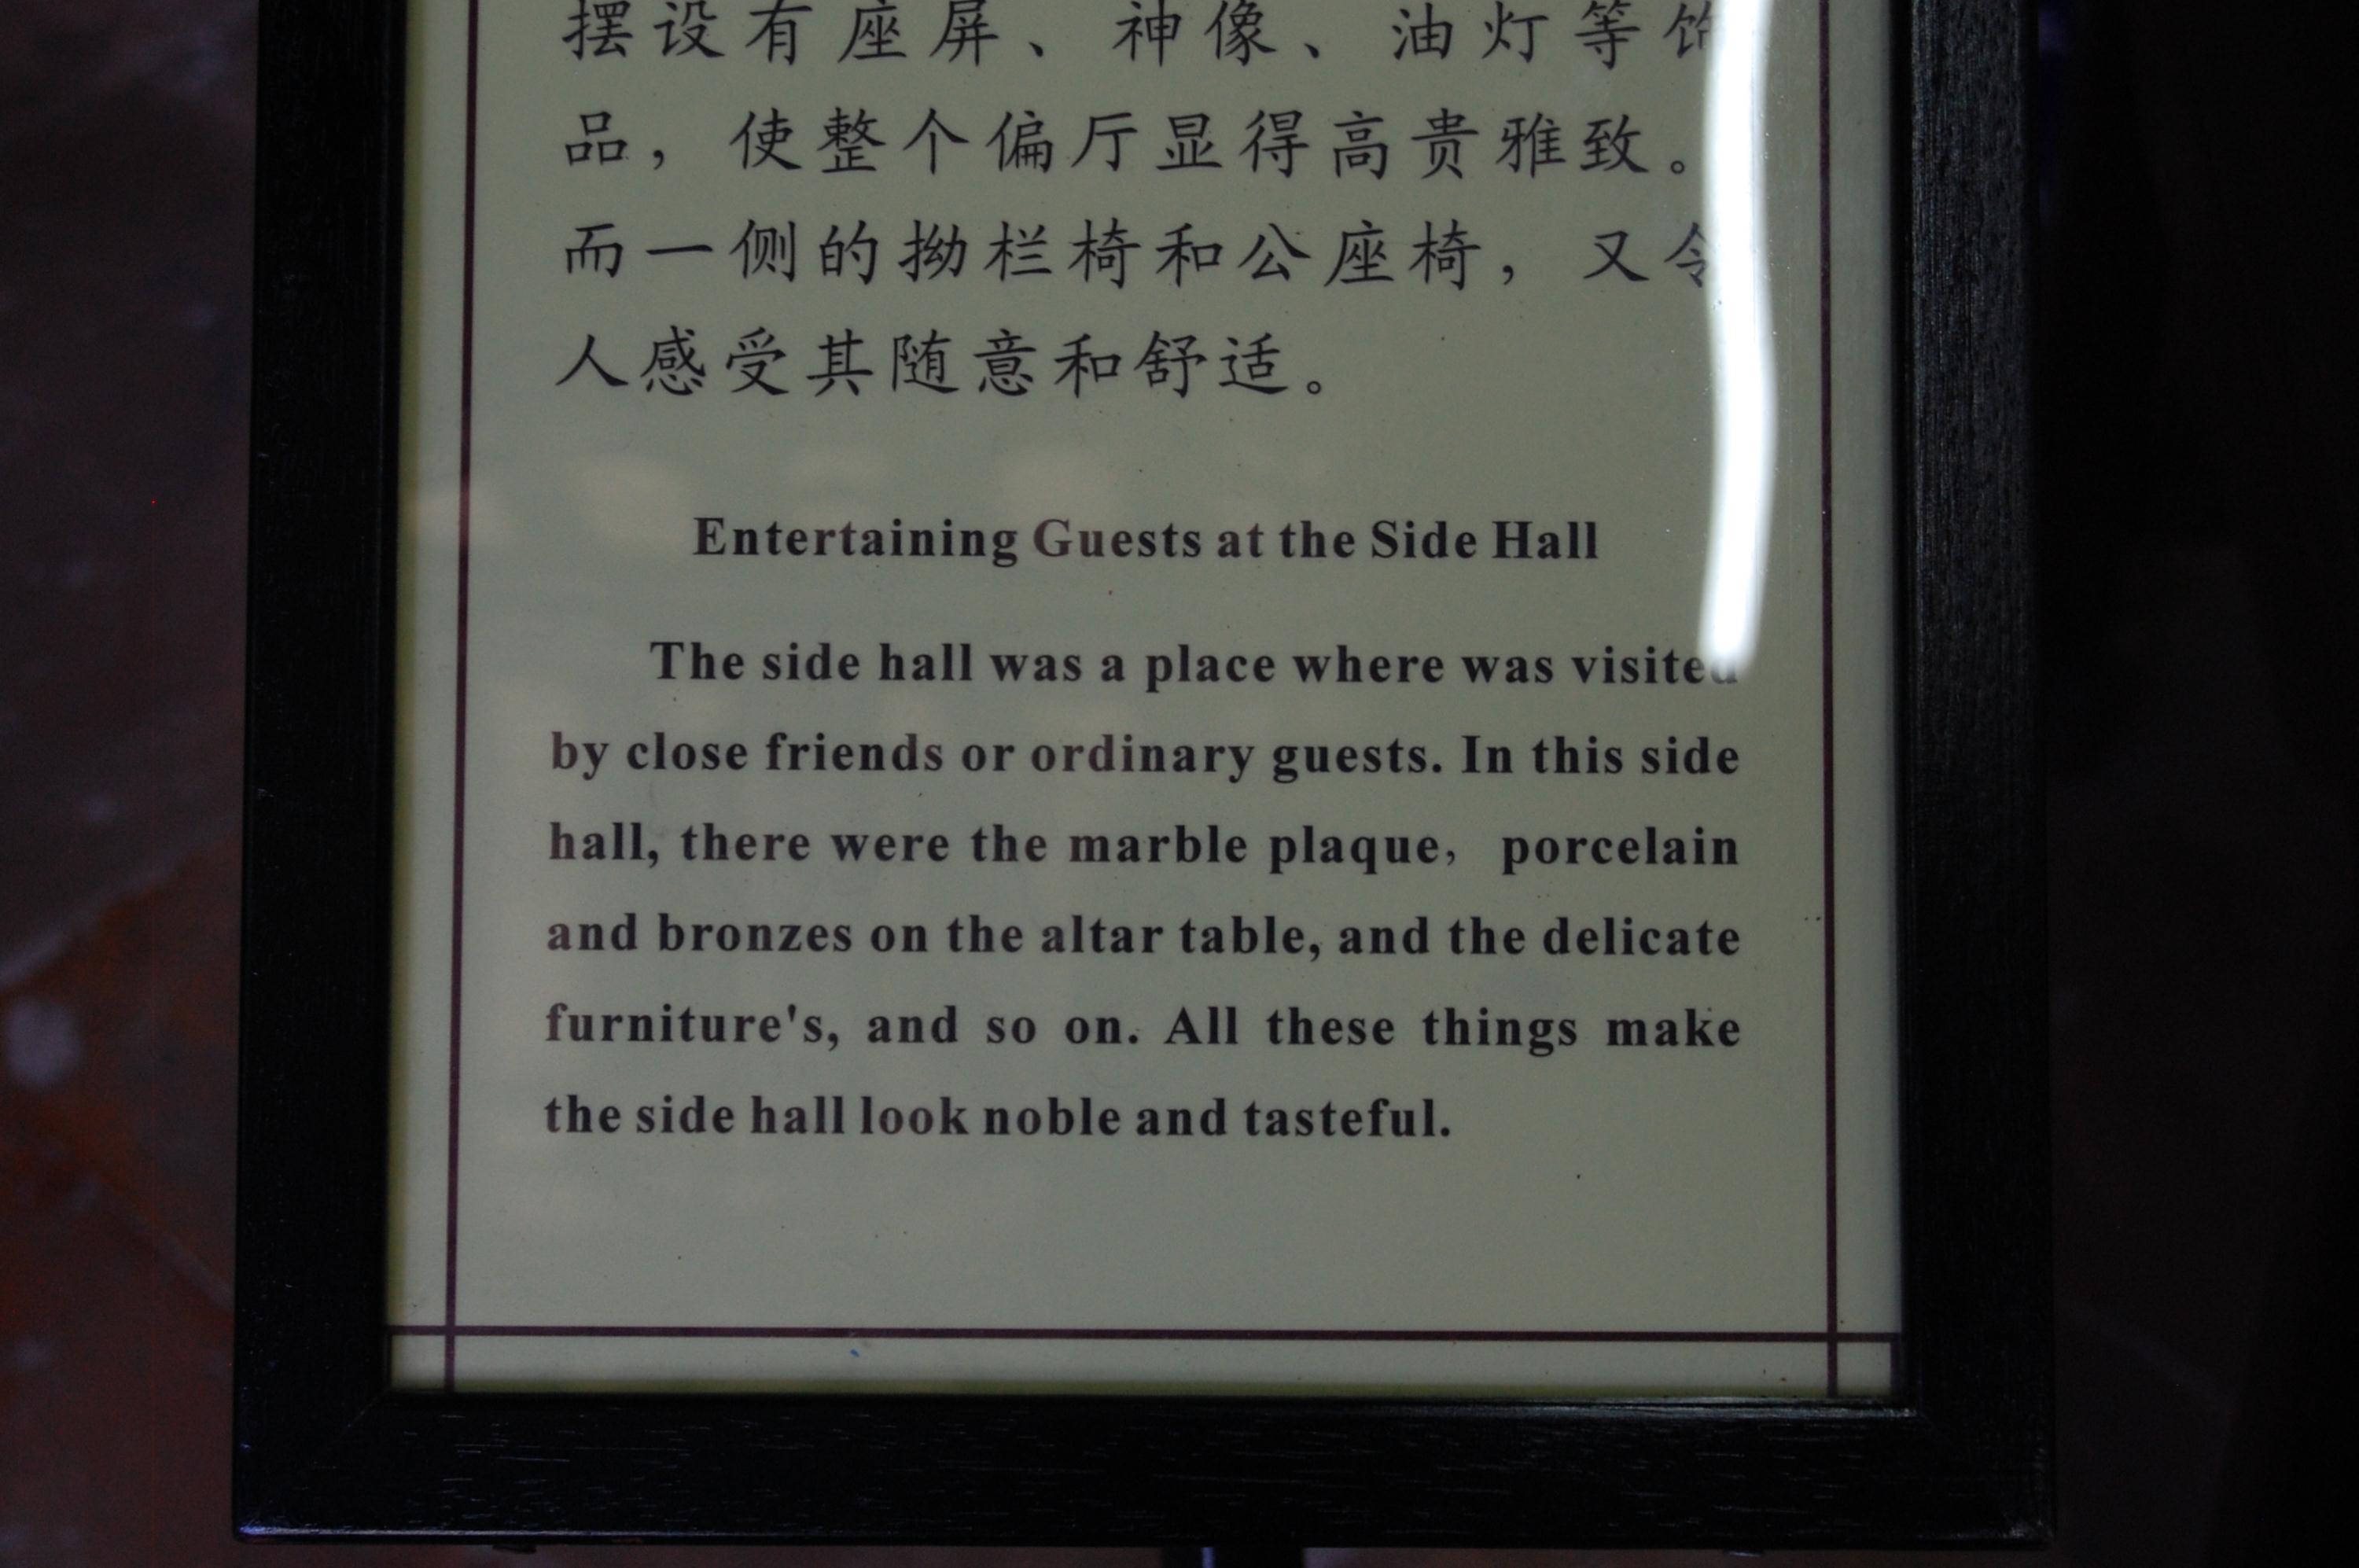 摆设有座屏、神像、油灯等饰
品，使整个偏厅显得高贵雅致。
而一侧的拗栏椅和公座椅，又令
人感受其随意和舒适。
Entertaining Guests at the Side Hall
The side hall was a place where was visited
by close friends or ordinary guests. In this side
hall, there were the marble plaque，porcelain
and bronzes on the altar table, and the delicate
furniture's, and so on. All these things make
the side hall look noble and tasteful.